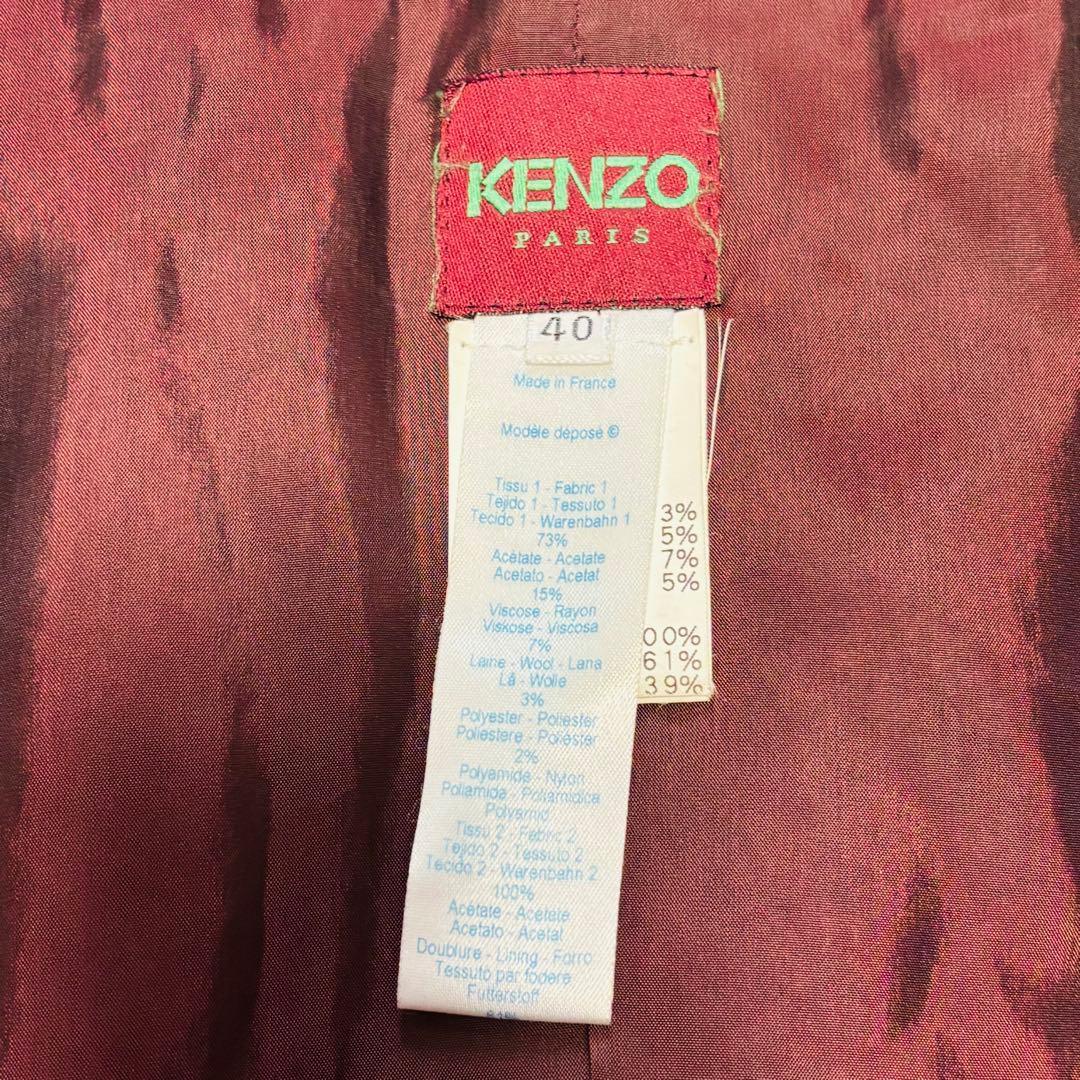 KENZO
PARIS
40
Made in France
Modèle déposé ©
Tissu 1 - Fabric 1
Tejido 1 - Tessuto 1
Tecido 1 - Warenbahn 1
73%
Acétate - Acetate
Acetato - Acetat
15%
Viscose - Rayon
Viskose - Viscosa
7%
Laine - Wool - Lana
Lã - Wolle
3%
Polyester - Poliester
Poliestere - Poliéster
2%
Polyamide - Nylon
Poliamida - Poliamidica
Polyamid
Tissu 2 - Fabric 2
Tejido 2 - Tessuto 2
Tecido 2 - Warenbahn 2
100%
Acétate - Acetate
Acetato - Acetat
Doublure - Lining - Forro
Tessuto par fodere
Futterstoff
61%
3%
5%
7%
5%
00%
61%
39%